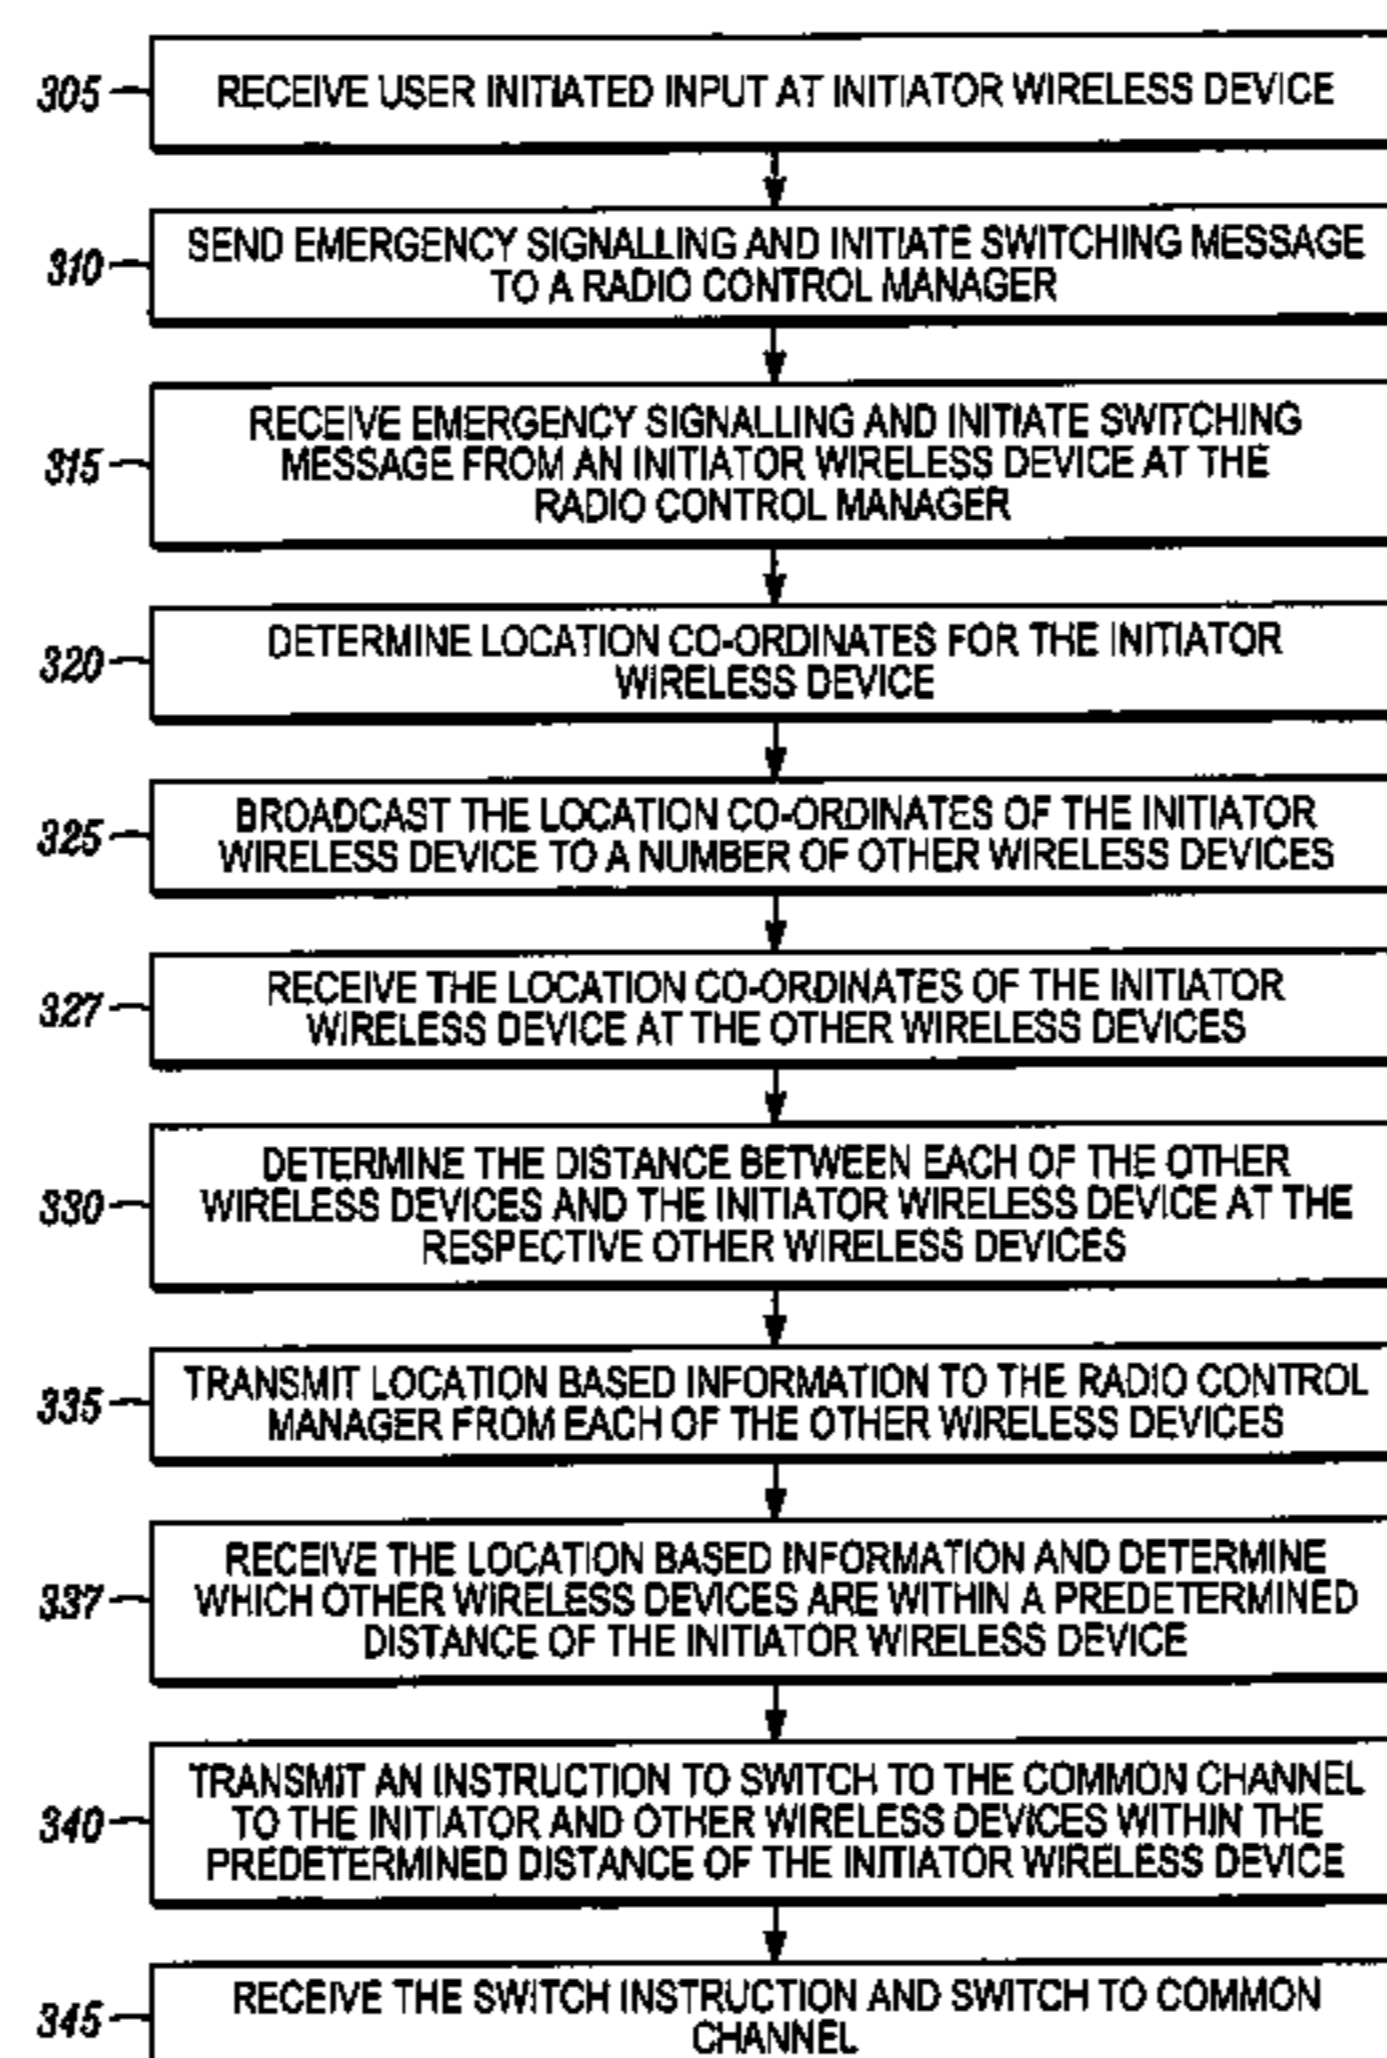 305
RECEIVE USER INITIATED INPUT AT INITIATOR WIRELESS DEVICE
310
SEND EMERGENCY SIGNALLING AND INITIATE SWITCHING MESSAGE
TO A RADIO CONTROL MANAGER
315
RECEIVE EMERGENCY SIGNALLING AND INITIATE SWITCHING
MESSAGE FROM AN INITIATOR WIRELESS DEVICE AT THE
RADIO CONTROL MANAGER
320
DETERMINE LOCATION CO-ORDINATES FOR THE INITIATOR
WIRELESS DEVICE
325
BROADCAST THE LOCATION CO-ORDINATES OF THE INITIATOR
WIRELESS DEVICE TO A NUMBER OF OTHER WIRELESS DEVICES
327
RECEIVE THE LOCATION CO-ORDINATES OF THE INITIATOR
WIRELESS DEVICE AT THE OTHER WIRELESS DEVICES
330
DETERMINE THE DISTANCE BETWEEN EACH OF THE OTHER
WIRELESS DEVICES AND THE INITIATOR WIRELESS DEVICE AT THE
RESPECTIVE OTHER WIRELESS DEVICES
335
TRANSMIT LOCATION BASED INFORMATION TO THE RADIO CONTROL
MANAGER FROM EACH OF THE OTHER WIRELESS DEVICES
337
RECEIVE THE LOCATION BASED INFORMATION AND DETERMINE
WHICH OTHER WIRELESS DEVICES ARE WITHIN A PREDETERMINED
DISTANCE OF THE INITIATOR WIRELESS DEVICE
340
TRANSMIT AN INSTRUCTION TO SWITCH TO THE COMMON CHANNEL
TO THE INITIATOR AND OTHER WIRELESS DEVICES WITHIN THE
PREDETERMINED DISTANCE OF THE INITIATOR WIRELESS DEVICE
345
RECEIVE THE SWITCH INSTRUCTION AND SWITCH TO COMMON
CHANNEL